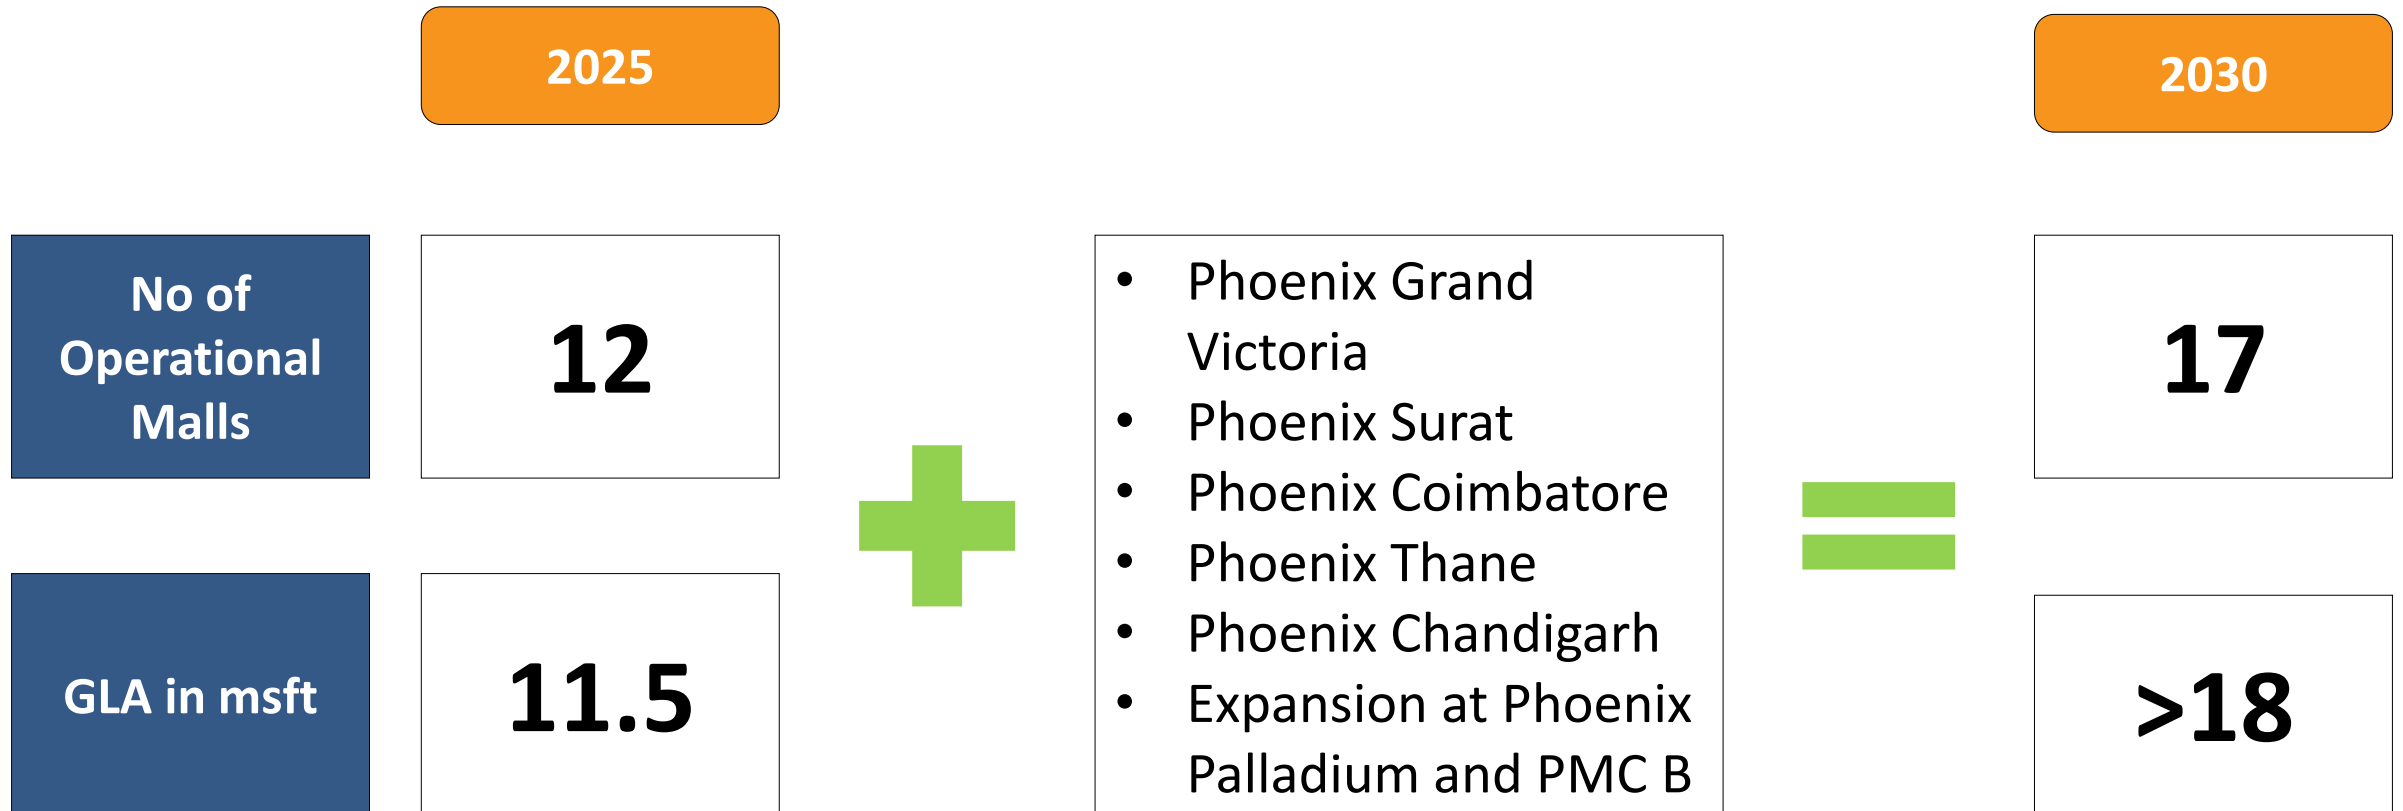 2025
2030
No of
Operational
Malls
12
• Phoenix Grand
Victoria
• Phoenix Surat
• Phoenix Coimbatore
• Phoenix Thane
• Phoenix Chandigarh
• Expansion at Phoenix
Palladium and PMC B
17
GLA in msft
11.5
>18